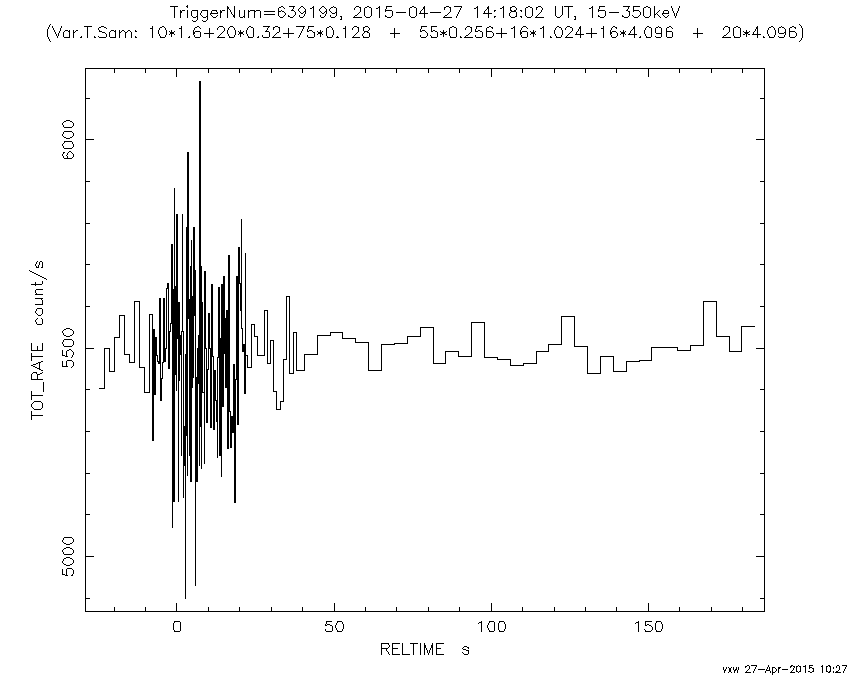 TriggerNum=639199, 2015-04-27 14:18:02 UT, 15-350keV
(Var.T.Sam: 10*1.6+20*0.32+75*0.128 + 55*0.256+16*1.024+16*4.096 + 20*4.096)
6000
5500
5000
TOT_RATE count/s
0 50 100 150
RELTIME s
vxw 27-Apr-2015 10:27